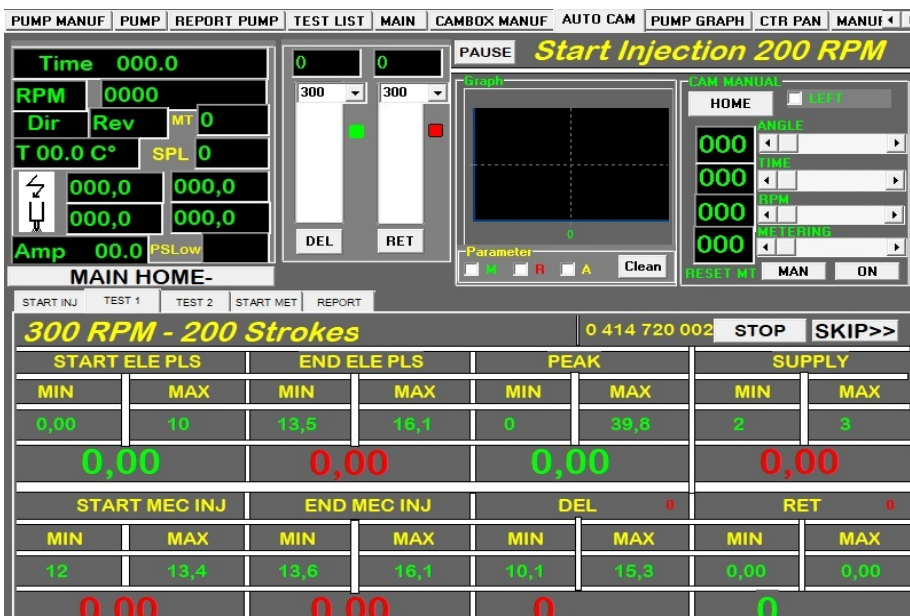 PUMP MANUF PUMP REPORT PUMP TEST LIST MAIN CAMBOX MANUF AUTO CAM PUMP GRAPH CTR PAN MANUF
Time 000.0
RPM 0000
Dir Rev MT 0
T 00.0 C° SPL 0
000,0 000,0
000,0 000,0
Amp 00.0 PSLow
MAIN HOME-
0 0
300 300
DEL RET
PAUSE Start Injection 200 RPM
Graph
0
Parameter
M R A Clean
CAM MANUAL
HOME LEFT
ANGLE
000
TIME
000
RPM
000
METERING
000
RESET MT MAN ON
START INJ TEST 1 TEST 2 START MET REPORT
300 RPM - 200 Strokes 0 414 720 002 STOP SKIP>>
START ELE PLS END ELE PLS PEAK SUPPLY
MIN MAX MIN MAX MIN MAX MIN MAX
0,00 10 13,5 16,1 0 39,8 2 3
0,00 0,00 0,00 0,00
START MEC INJ END MEC INJ DEL 0 RET 0
MIN MAX MIN MAX MIN MAX MIN MAX
12 13,4 13,6 16,1 10,1 15,3 0,00 0,00
0,00 0,00 0 0